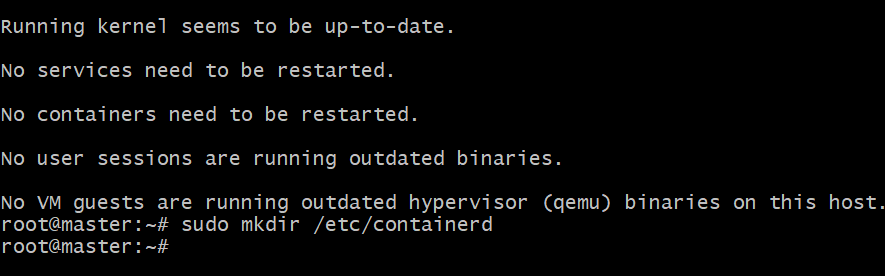 Running kernel seems to be up-to-date.
No services need to be restarted.
No containers need to be restarted.
No user sessions are running outdated binaries.
No VM guests are running outdated hypervisor (qemu) binaries on this host.
root@master:~# sudo mkdir /etc/containerd
root@master:~#